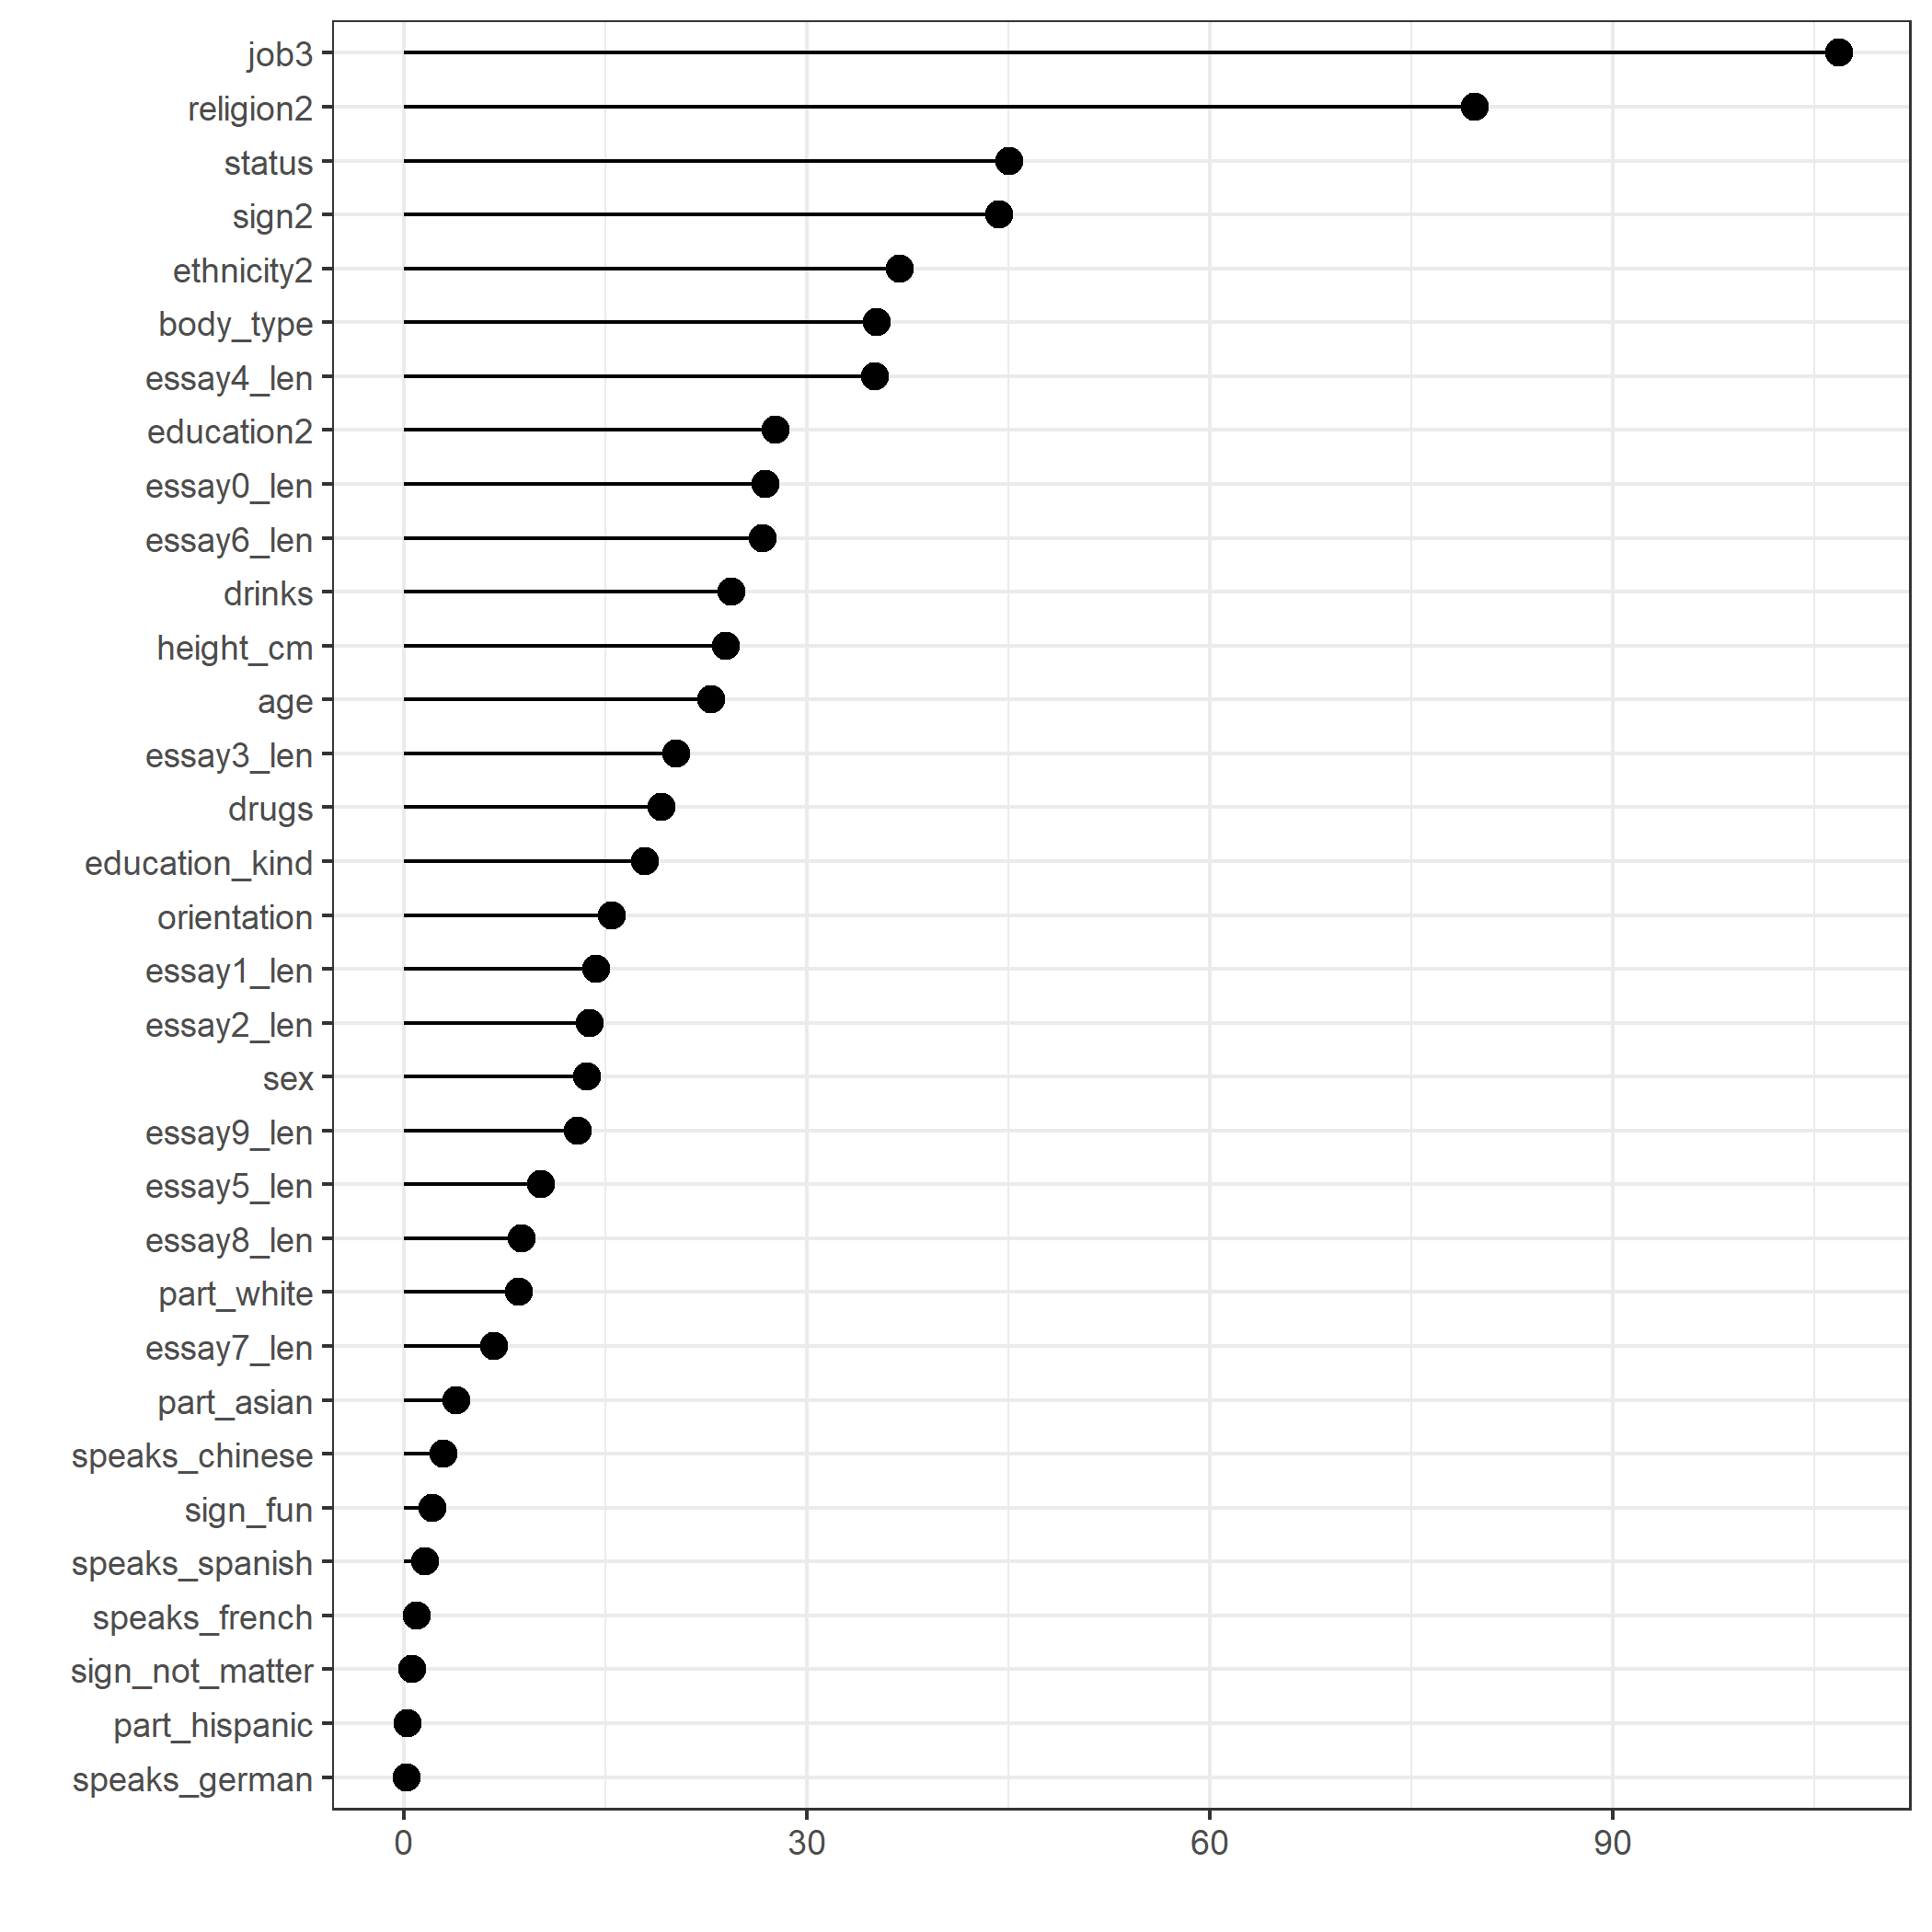 job3
religion2
status
sign2
ethnicity2
body_type
essay4_len
education2
essay0_len
essay6_len
drinks
height_cm
age
essay3_len
drugs
education_kind
orientation
essay1_len
essay2_len
sex
essay9_len
essay5_len
essay8_len
part_white
essay7_len
part_asian
speaks_chinese
sign_fun
speaks_spanish
speaks_french
sign_not_matter
part_hispanic
speaks_german
0 30 60 90